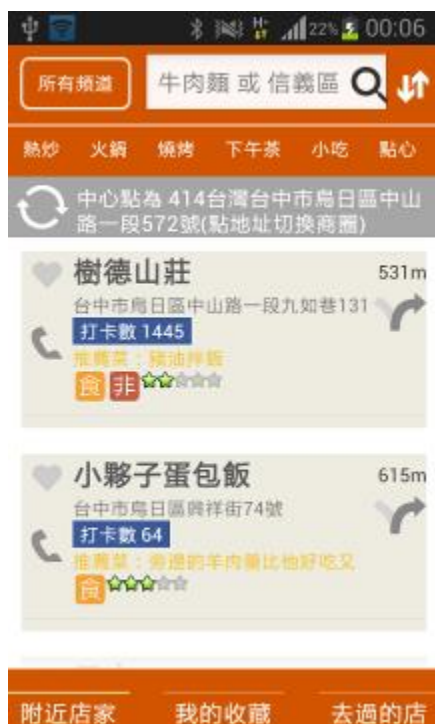 H+ 22% 00:06
所有頻道 牛肉麵 或 信義區
熱炒 火鍋 燒烤 下午茶 小吃 點心
中心點為 414台灣台中市烏日區中山
路一段572號(點地址切換商圈)
樹德山莊 531m
台中市烏日區中山路一段九如巷131
打卡數 1445
推薦菜：豬油拌飯
食 非
小夥子蛋包飯 615m
台中市烏日區興祥街74號
打卡數 64
推薦菜：旁邊的羊肉羹比他好吃又
食
附近店家 我的收藏 去過的店